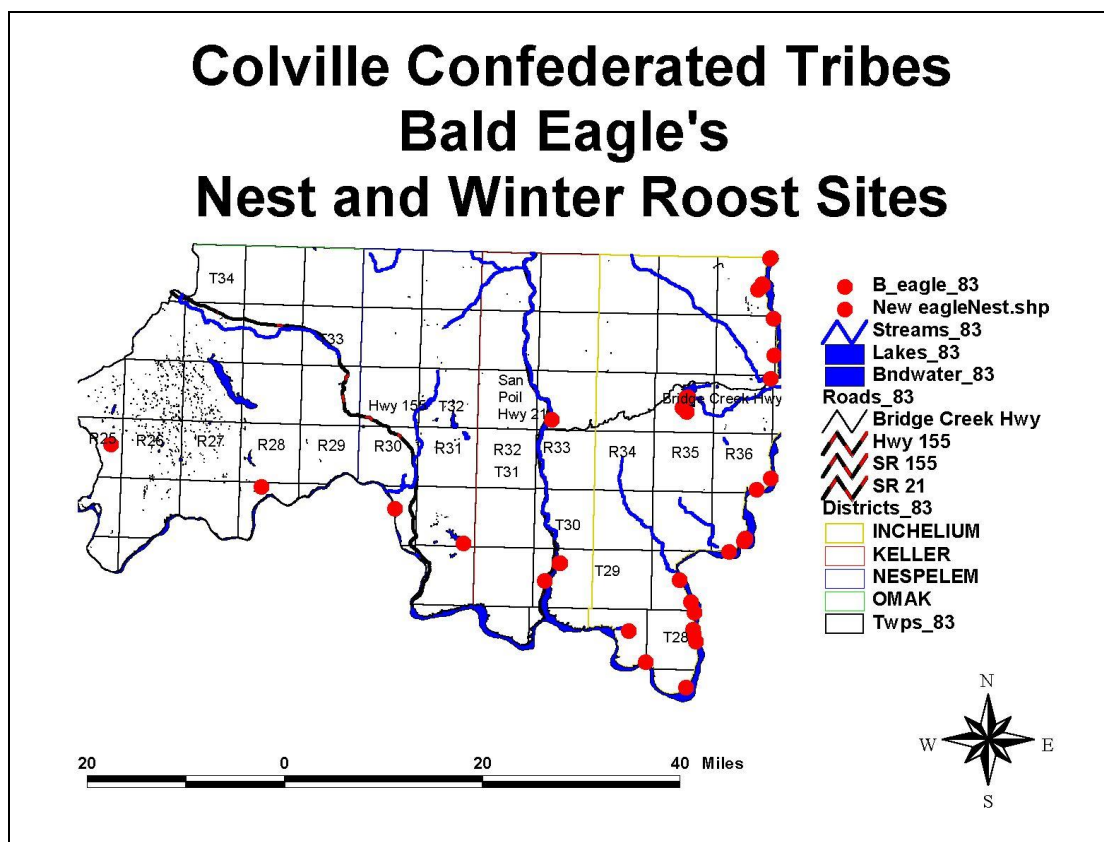 Colville Confederated Tribes
Bald Eagle's
Nest and Winter Roost Sites
T34
T33
San
Poil
Hwy 21
Hwy 155
T32
Bridge Creek Hwy
R25
R26
R27
R28
R29
R30
R31
R32
R33
R34
R35
R36
T31
T30
T29
T28
B_eagle_83
New eagleNest.shp
Streams_83
Lakes_83
Bndwater_83
Roads_83
Bridge Creek Hwy
Hwy 155
SR 155
SR 21
Districts_83
INCHELIUM
KELLER
NESPELEM
OMAK
Twps_83
N
W E
S
20 0 20 40 Miles